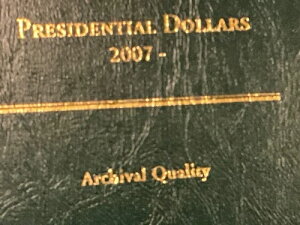 PRESIDENTIAL DOLLARS
2007 -
Archival Quality